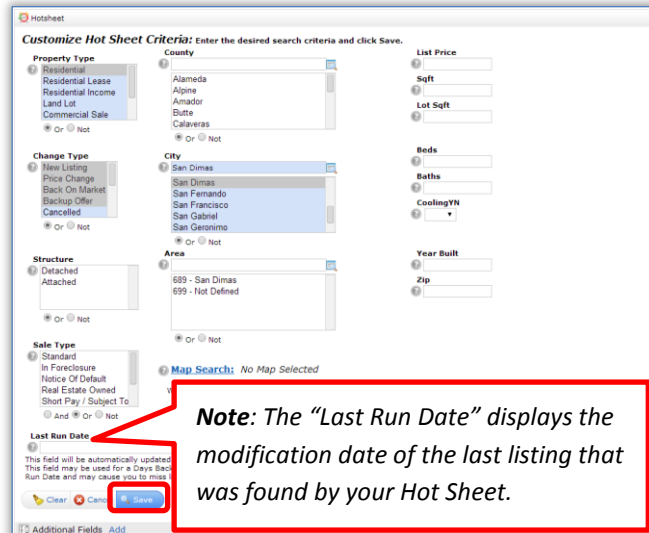 Hotsheet
Customize Hot Sheet Criteria: Enter the desired search criteria and click Save.
Property Type
Residential
Residential Lease
Residential Income
Land Lot
Commercial Sale
Or Not
County
Alameda
Alpine
Amador
Butte
Calaveras
Or Not
List Price
Sqft
Lot Sqft
Change Type
New Listing
Price Change
Back On Market
Backup Offer
Cancelled
Or Not
City
San Dimas
San Dimas
San Fernando
San Francisco
San Gabriel
San Geronimo
Or Not
Beds
Baths
CoolingYN
Structure
Detached
Attached
Or Not
Area
689 - San Dimas
699 - Not Defined
Or Not
Year Built
Zip
Sale Type
Standard
In Foreclosure
Notice Of Default
Real Estate Owned
Short Pay / Subject To
And Or Not
Map Search: No Map Selected
Last Run Date
This field will be automatically updated
This field may be used for a Days Back
Run Date and may cause you to miss
Clear Save
Additional Fields Add
Note: The “Last Run Date” displays the
modification date of the last listing that
was found by your Hot Sheet.